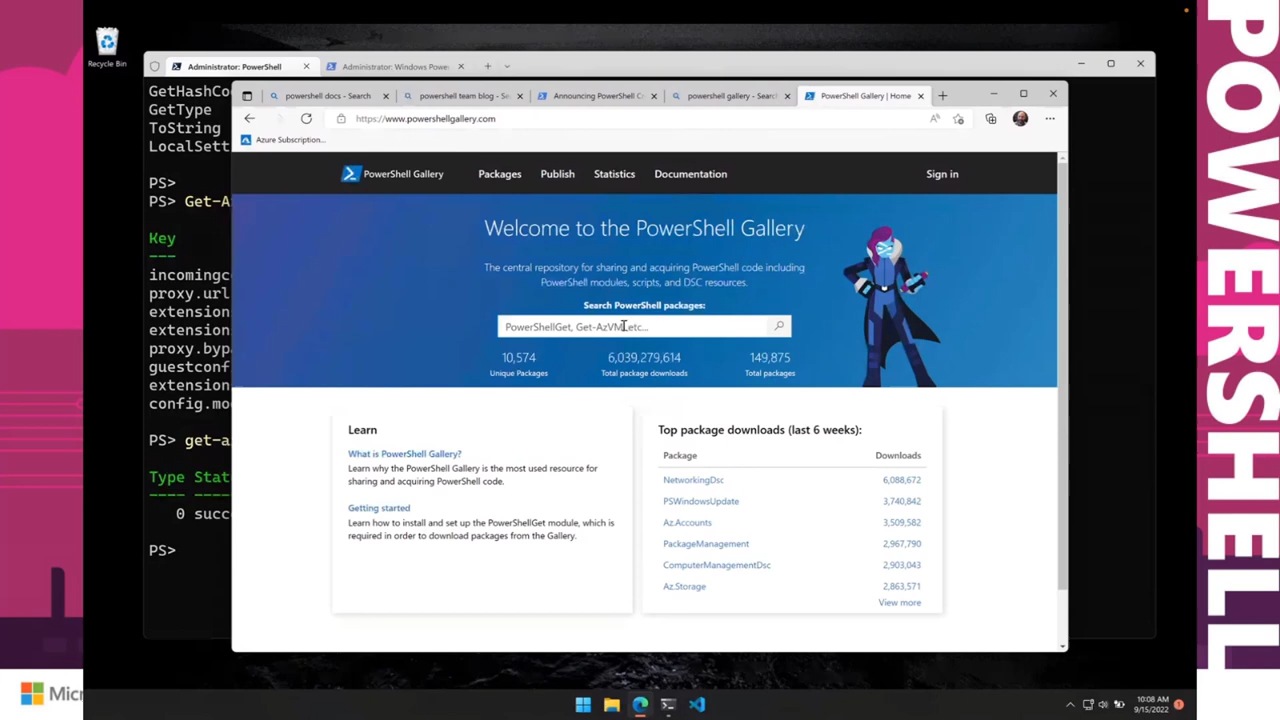 Recycle Bin
Administrator: PowerShell
Administrator: Windows Powe
GetHashCo
GetType
ToString
LocalSett
PS>
PS> Get-A
Key
---
incomingc
proxy.url
extension
extension
proxy.byp
guestconf
extension
config.mo
PS> get-a
Type Stat
---- ----
0 succ
PS>
powershell docs - Search
powershell team blog - Se
Announcing PowerShell C
powershell gallery - Search
PowerShell Gallery | Home
https://www.powershellgallery.com
Azure Subscription...
PowerShell Gallery
Packages
Publish
Statistics
Documentation
Sign in
Welcome to the PowerShell Gallery
The central repository for sharing and acquiring PowerShell code including
PowerShell modules, scripts, and DSC resources.
Search PowerShell packages:
PowerShellGet, Get-AzVM, etc...
10,574
Unique Packages
6,039,279,614
Total package downloads
149,875
Total packages
Learn
What is PowerShell Gallery?
Learn why the PowerShell Gallery is the most used resource for
sharing and acquiring PowerShell code.
Getting started
Learn how to install and set up the PowerShellGet module, which is
required in order to download packages from the Gallery.
Top package downloads (last 6 weeks):
Package Downloads
NetworkingDsc 6,088,672
PSWindowsUpdate 3,740,842
Az.Accounts 3,509,582
PackageManagement 2,967,790
ComputerManagementDsc 2,903,043
Az.Storage 2,863,571
View more
10:08 AM
9/15/2022
1
Micr
POWERSHELL